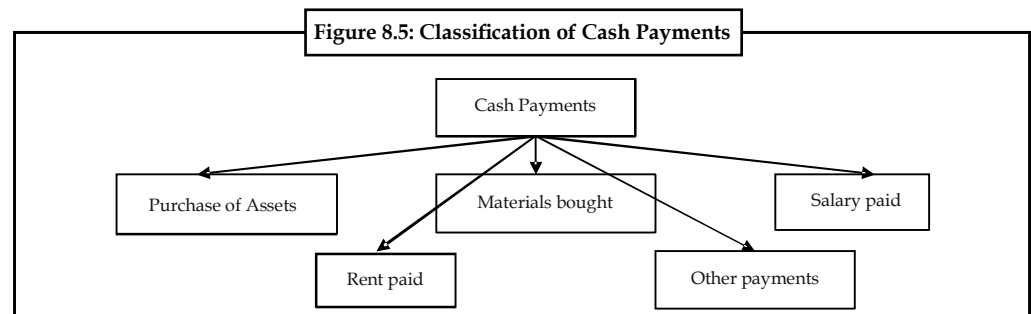 Figure 8.5: Classification of Cash Payments
Cash Payments
Purchase of Assets
Materials bought
Salary paid
Rent paid
Other payments